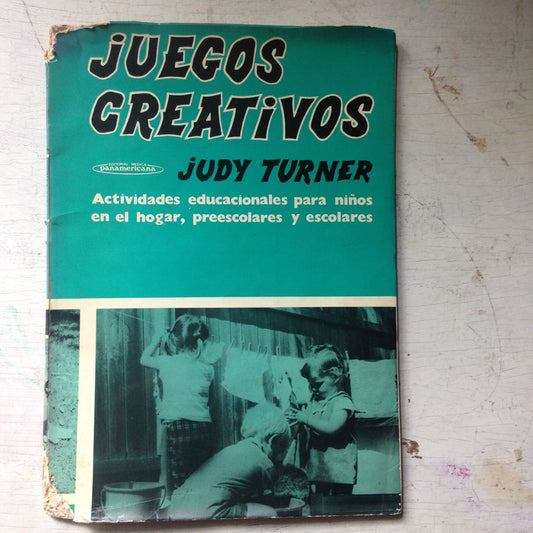 JUEGOS
CREATIVOS
EDITORIAL MEDICA
panamericana
JUDY TURNER
Actividades educacionales para niños
en el hogar, preescolares y escolares